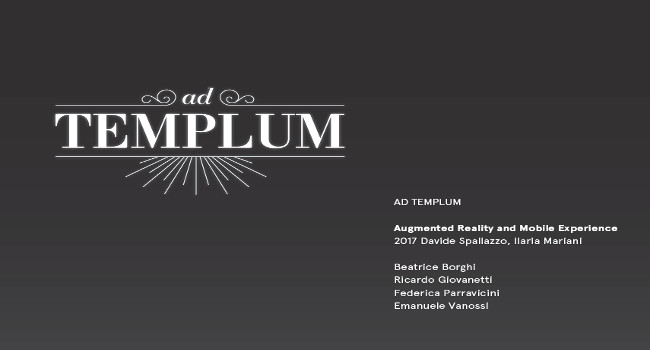 ad
TEMPLUM
AD TEMPLUM
Augmented Reality and Mobile Experience
2017 Davide Spallazzo, Ilaria Mariani
Beatrice Borghi
Ricardo Giovanetti
Federica Parravicini
Emanuele Vanossi